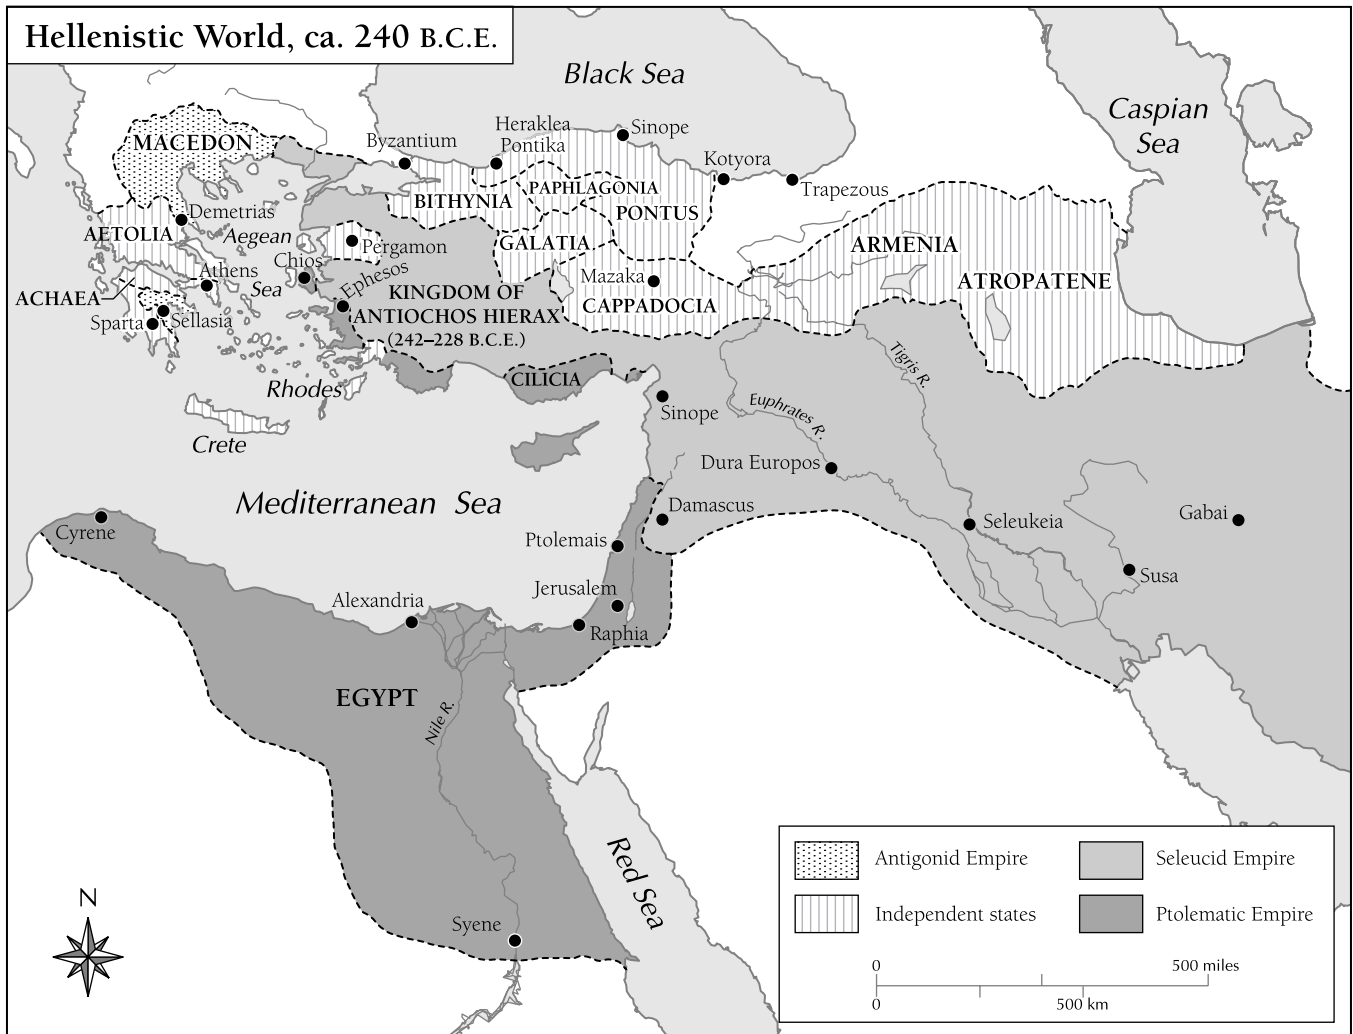 Hellenistic World, ca. 240 B.C.E.
Black Sea
Caspian
Sea
MACEDON
Byzantium
Heraklea
Pontika
Sinope
Kotyora
Trapezous
BITHYNIA
PAPHLAGONIA
PONTUS
Demetrias
AETOLIA
Aegean
Sea
Pergamon
GALATIA
ARMENIA
ATROPATENE
Chios
Athens
Ephesos
Mazaka
CAPPADOCIA
ACHAEA
Sparta
Sellasia
KINGDOM OF
ANTIOCHOS HIERAX
(242–228 B.C.E.)
Tigris R.
Rhodes
CILICIA
Sinope
Euphrates R.
Crete
Dura Europos
Mediterranean Sea
Damascus
Seleukeia
Gabai
Cyrene
Ptolemais
Susa
Jerusalem
Alexandria
Raphia
EGYPT
Nile R.
Red Sea
Syene
N
Antigonid Empire
Seleucid Empire
Independent states
Ptolematic Empire
0
500 miles
0
500 km